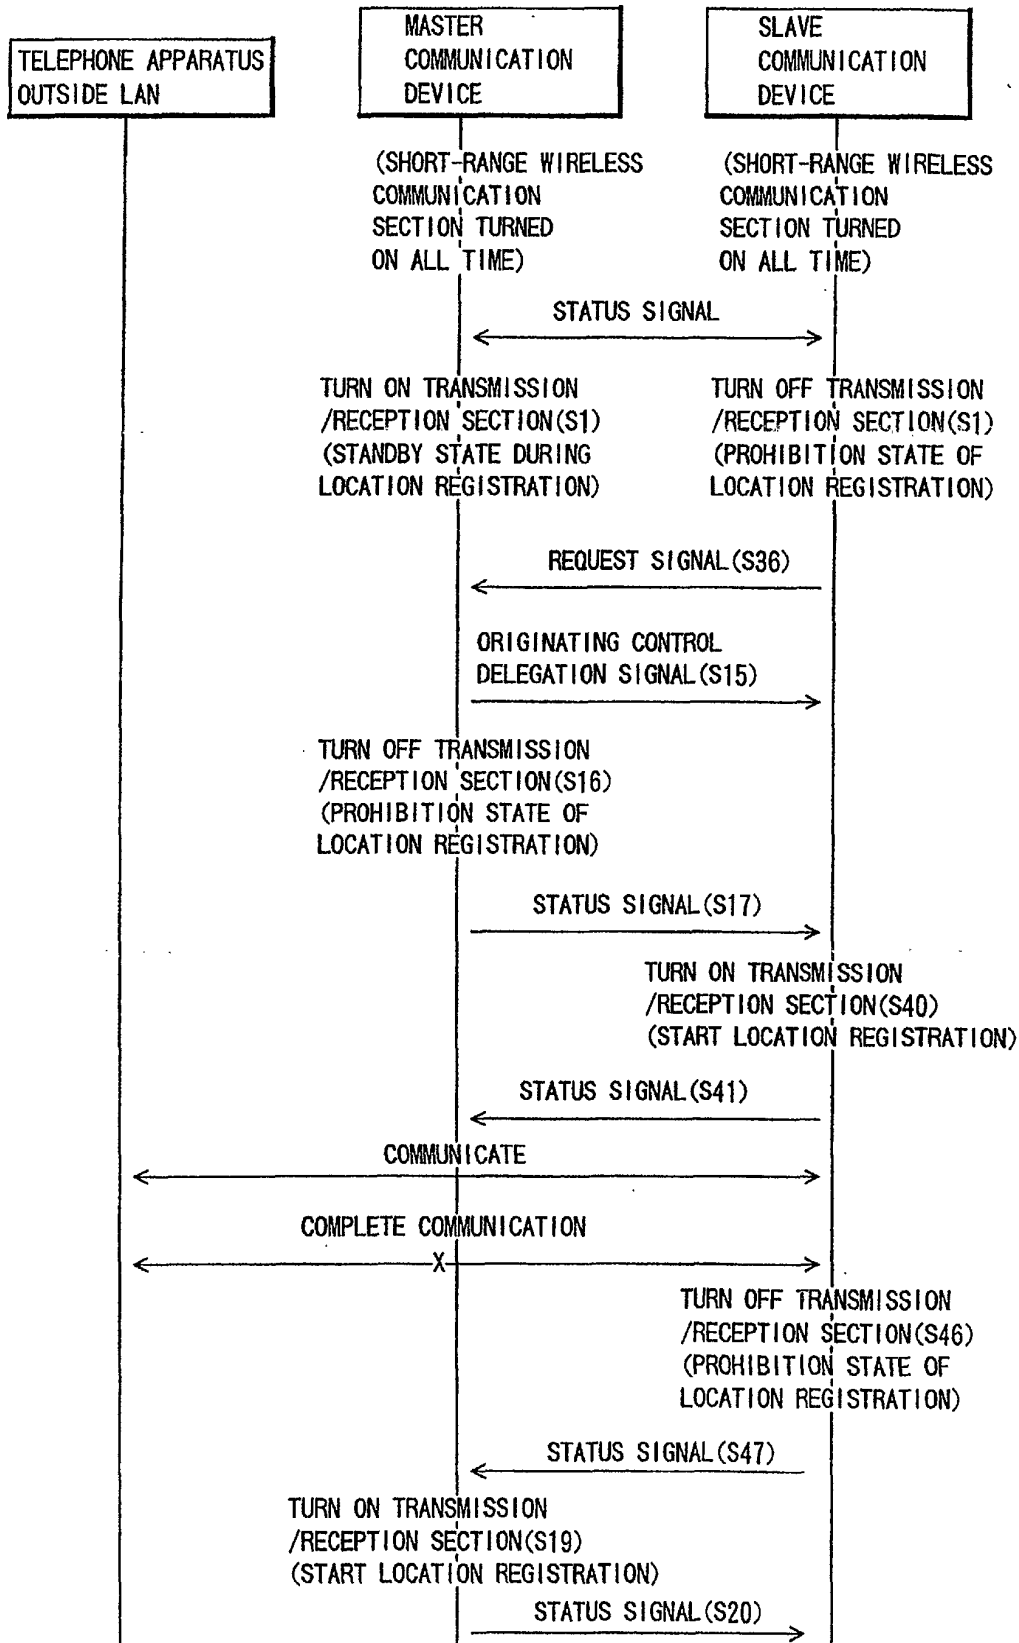 TELEPHONE APPARATUS
OUTSIDE LAN
MASTER
COMMUNICATION
DEVICE
SLAVE
COMMUNICATION
DEVICE
(SHORT-RANGE WIRELESS
COMMUNICATION
SECTION TURNED
ON ALL TIME)
(SHORT-RANGE WIRELESS
COMMUNICATION
SECTION TURNED
ON ALL TIME)
STATUS SIGNAL
TURN ON TRANSMISSION
/RECEPTION SECTION(S1)
(STANDBY STATE DURING
LOCATION REGISTRATION)
TURN OFF TRANSMISSION
/RECEPTION SECTION(S1)
(PROHIBITION STATE OF
LOCATION REGISTRATION)
REQUEST SIGNAL(S36)
ORIGINATING CONTROL
DELEGATION SIGNAL(S15)
TURN OFF TRANSMISSION
/RECEPTION SECTION(S16)
(PROHIBITION STATE OF
LOCATION REGISTRATION)
STATUS SIGNAL(S17)
TURN ON TRANSMISSION
/RECEPTION SECTION(S40)
(START LOCATION REGISTRATION)
STATUS SIGNAL(S41)
COMMUNICATE
COMPLETE COMMUNICATION
X
TURN OFF TRANSMISSION
/RECEPTION SECTION(S46)
(PROHIBITION STATE OF
LOCATION REGISTRATION)
STATUS SIGNAL(S47)
TURN ON TRANSMISSION
/RECEPTION SECTION(S19)
(START LOCATION REGISTRATION)
STATUS SIGNAL(S20)